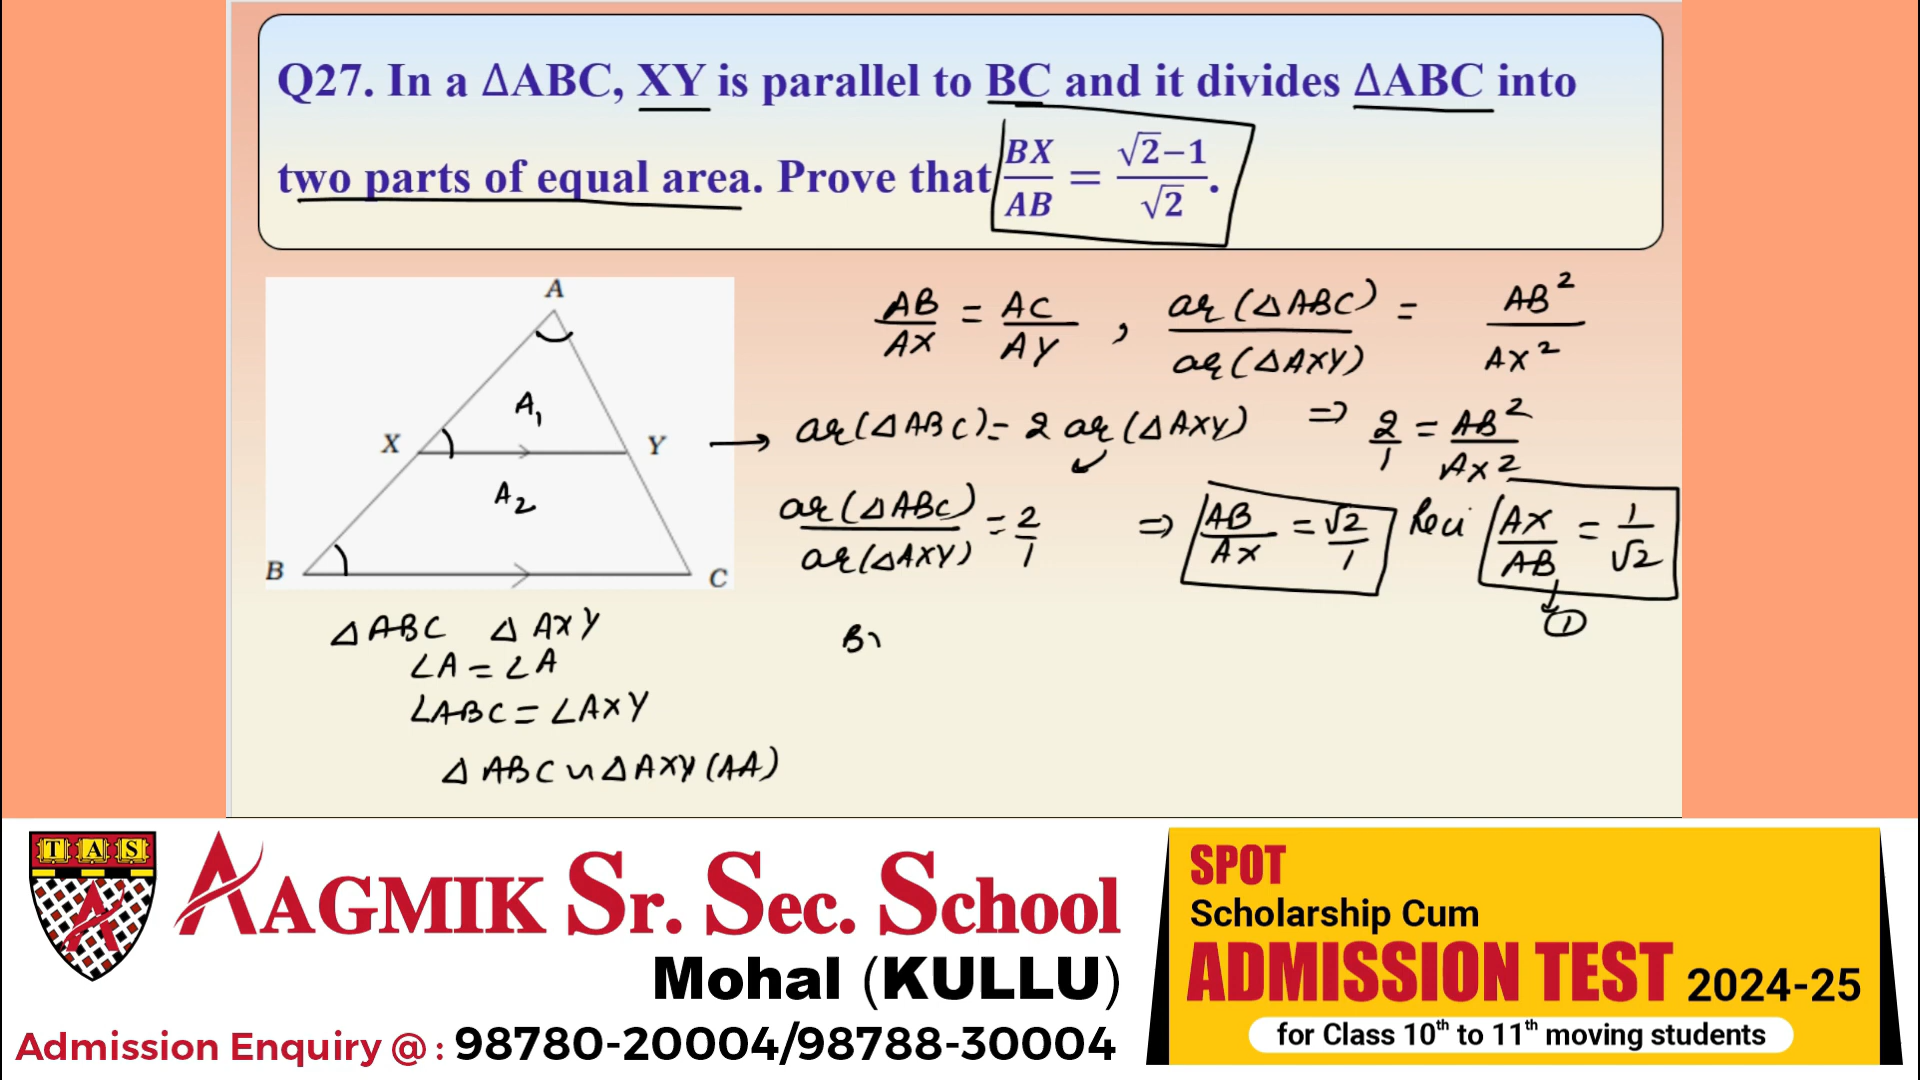 Q27. In a ΔABC, XY is parallel to BC and it divides ΔABC into
two parts of equal area. Prove that BX/AB = √2−1/√2.
A
A1
X
Y
A2
B
C
AB/AX = AC/AY , ar(ΔABC)/ar(ΔAXY) = AB²/AX²
→ ar(ΔABC) = 2 ar(ΔAXY) ⇒ 2/1 = AB²/AX²
ar(ΔABC)/ar(ΔAXY) = 2/1 ⇒ AB/AX = √2/1 Reci AX/AB = 1/√2
①
ΔABC ΔAXY
∠A = ∠A
∠ABC = ∠AXY
ΔABC ∽ ΔAXY (AA)
TAS
AAGMIK Sr. Sec. School
Mohal (KULLU)
Admission Enquiry @ : 98780-20004/98788-30004
SPOT
Scholarship Cum
ADMISSION TEST 2024-25
for Class 10th to 11th moving students